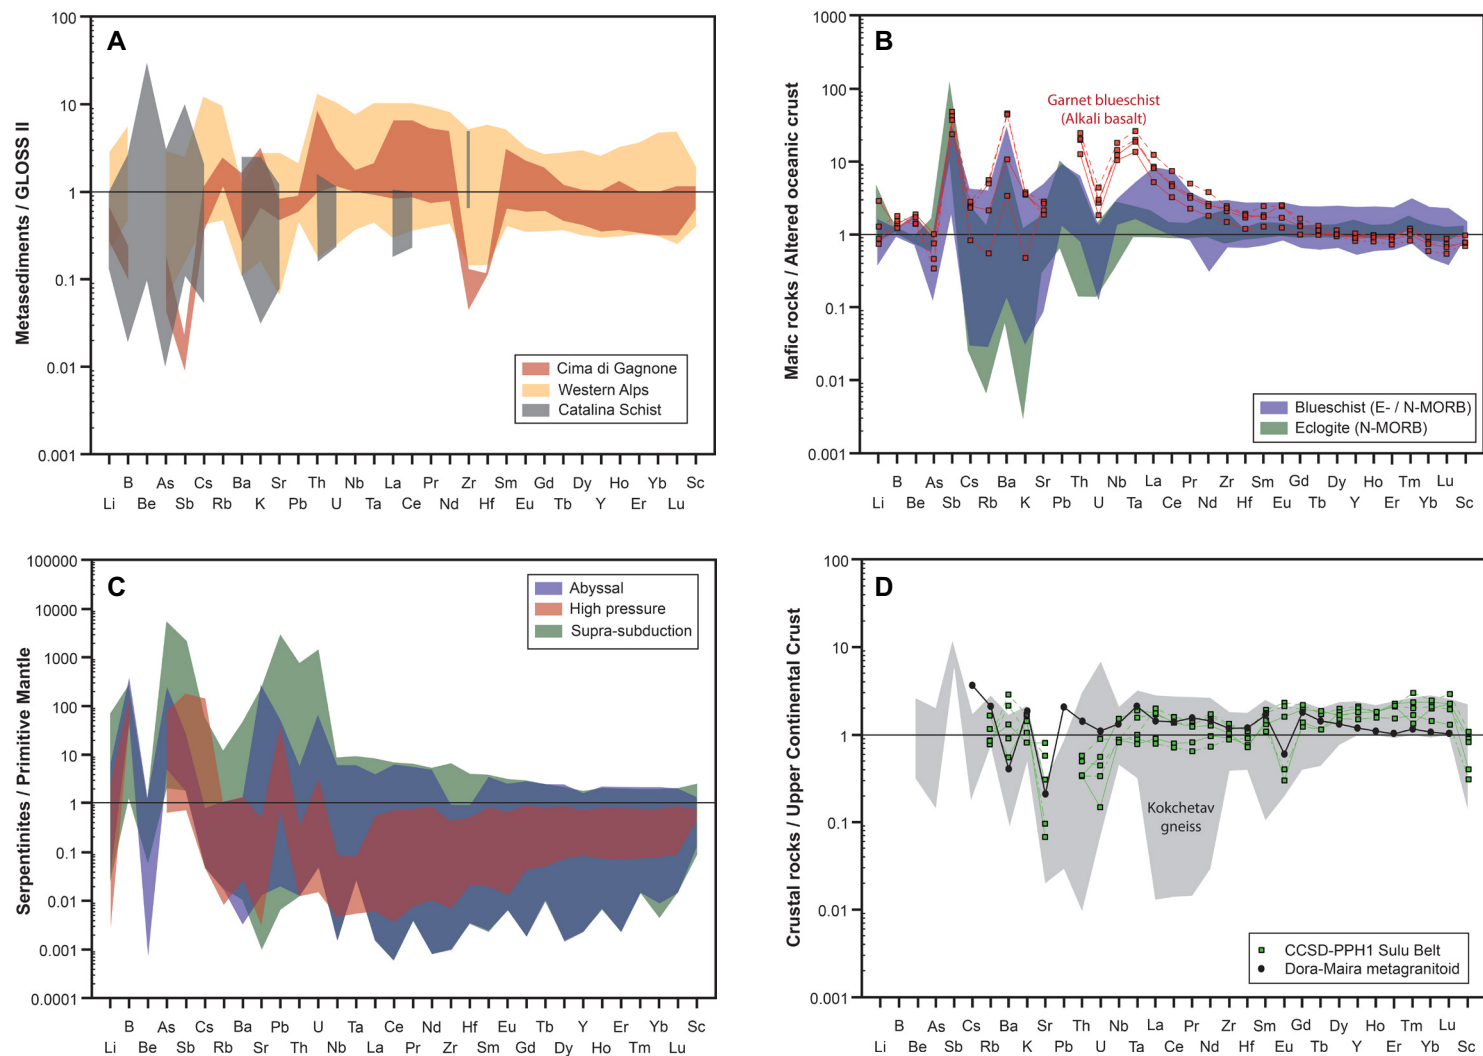 A
Metasediments / GLOSS II
100
10
1
0.1
0.01
0.001
Cima di Gagnone
Western Alps
Catalina Schist
B As Cs Ba Sr Th Nb La Pr Zr Sm Gd Dy Ho Yb Sc
Li Be Sb Rb K Pb U Ta Ce Nd Hf Eu Tb Y Er Lu
B
Mafic rocks / Altered oceanic crust
1000
100
10
1
0.1
0.01
0.001
Garnet blueschist
(Alkali basalt)
Blueschist (E- / N-MORB)
Eclogite (N-MORB)
B As Cs Ba Sr Th Nb La Pr Zr Sm Gd Dy Ho Tm Lu
Li Be Sb Rb K Pb U Ta Ce Nd Hf Eu Tb Y Er Yb Sc
C
Serpentinites / Primitive Mantle
100000
10000
1000
100
10
1
0.1
0.01
0.001
0.0001
Abyssal
High pressure
Supra-subduction
B As Cs Ba Pb U Ta Ce Nd Hf Eu Tb Y Er Yb Sc
Li Be Sb Rb Sr Th Nb La Pr Zr Sm Gd Dy Ho Tm Lu
D
Crustal rocks / Upper Continental Crust
100
10
1
0.1
0.01
0.001
Kokchetav
gneiss
CCSD-PPH1 Sulu Belt
Dora-Maira metagranitoid
B As Cs Ba Sr Th Nb La Pr Zr Sm Gd Dy Ho Tm Lu
Li Be Sb Rb K Pb U Ta Ce Nd Hf Eu Tb Y Er Yb Sc